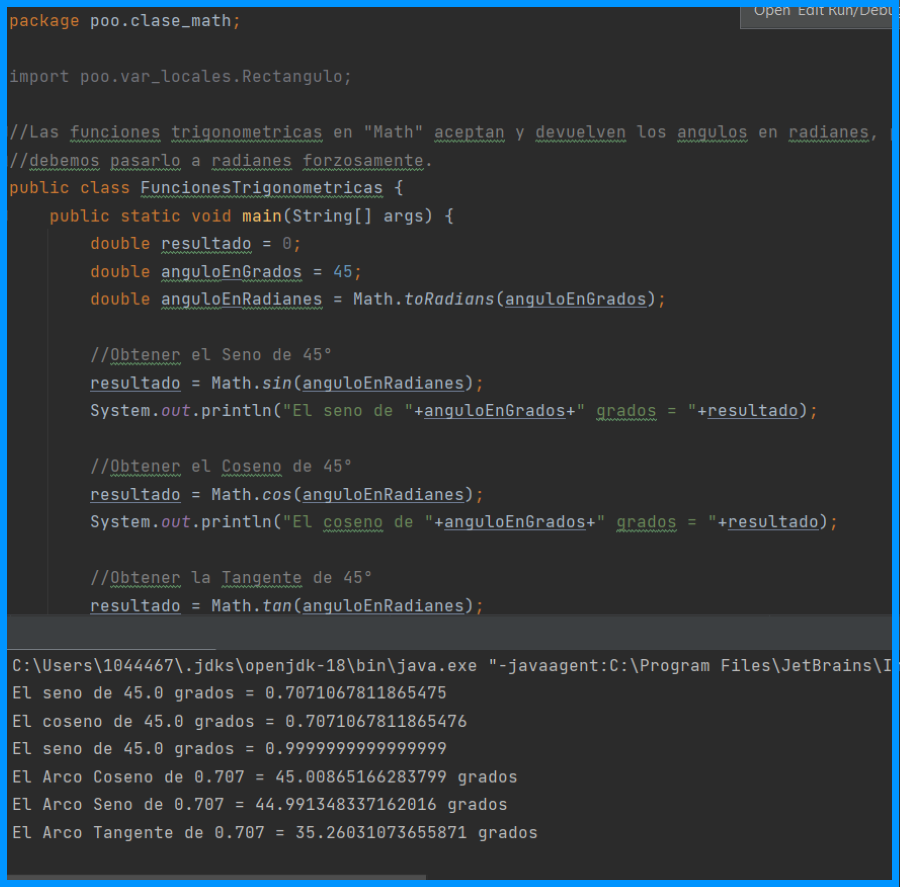 package poo.clase_math;
Open Edit Run/Debug
import poo.var_locales.Rectangulo;
//Las funciones trigonometricas en "Math" aceptan y devuelven los angulos en radianes,
//debemos pasarlo a radianes forzosamente.
public class FuncionesTrigonometricas {
public static void main(String[] args) {
double resultado = 0;
double anguloEnGrados = 45;
double anguloEnRadianes = Math.toRadians(anguloEnGrados);
//Obtener el Seno de 45°
resultado = Math.sin(anguloEnRadianes);
System.out.println("El seno de "+anguloEnGrados+" grados = "+resultado);
//Obtener el Coseno de 45°
resultado = Math.cos(anguloEnRadianes);
System.out.println("El coseno de "+anguloEnGrados+" grados = "+resultado);
//Obtener la Tangente de 45°
resultado = Math.tan(anguloEnRadianes);
C:\Users\1044467\.jdks\openjdk-18\bin\java.exe "-javaagent:C:\Program Files\JetBrains\I
El seno de 45.0 grados = 0.7071067811865475
El coseno de 45.0 grados = 0.7071067811865476
El seno de 45.0 grados = 0.9999999999999999
El Arco Coseno de 0.707 = 45.00865166283799 grados
El Arco Seno de 0.707 = 44.991348337162016 grados
El Arco Tangente de 0.707 = 35.26031073655871 grados